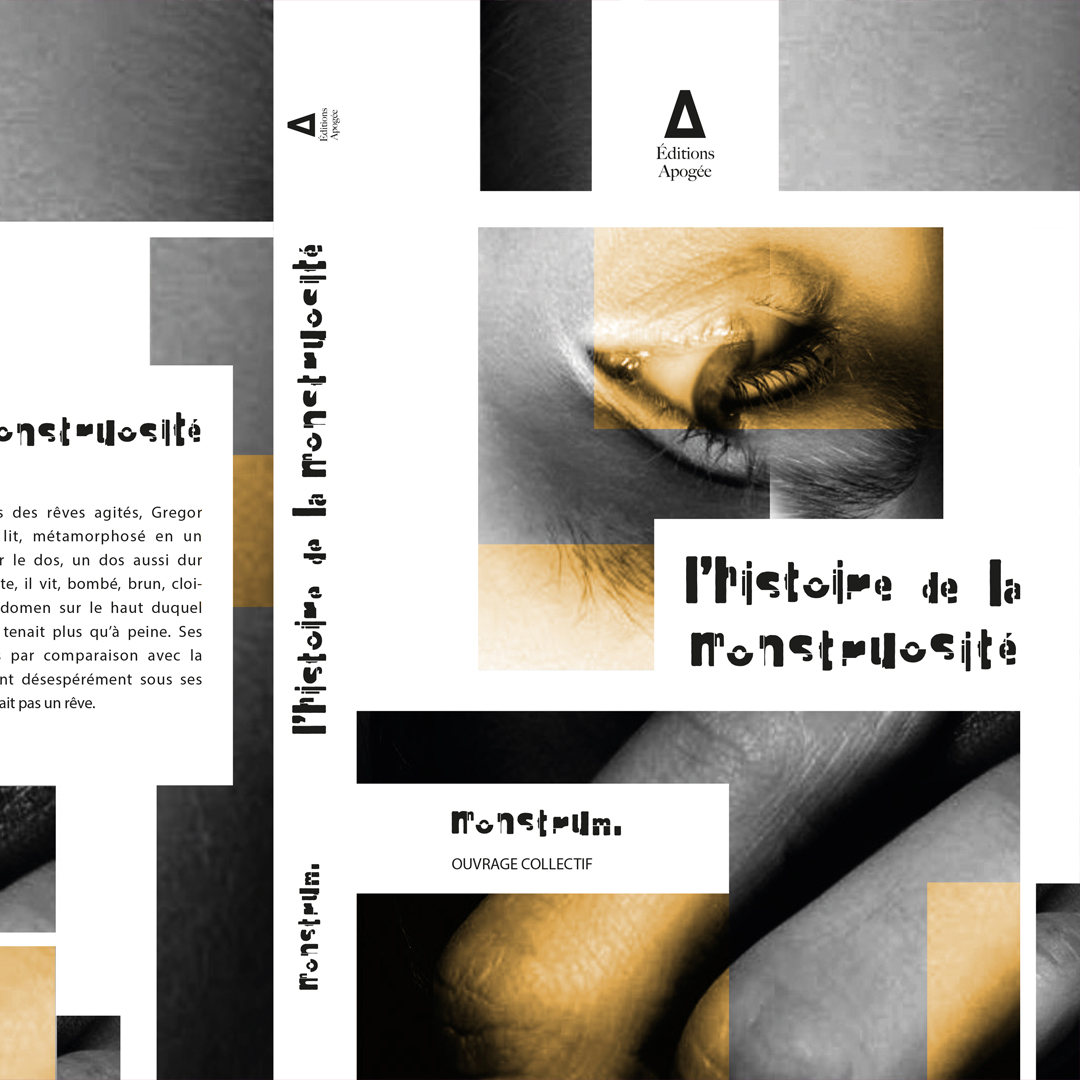 onstruosité
s des rêves agités, Gregor
lit, métamorphosé en un
r le dos, un dos aussi dur
te, il vit, bombé, brun, cloi-
domen sur le haut duquel
tenait plus qu’à peine. Ses
, par comparaison avec la
nt désespérément sous ses
ait pas un rêve.
Éditions
Apogée
l’histoire de la monstruosité
monstrum.
Éditions
Apogée
l’histoire de la
monstruosité
monstrum.
OUVRAGE COLLECTIF